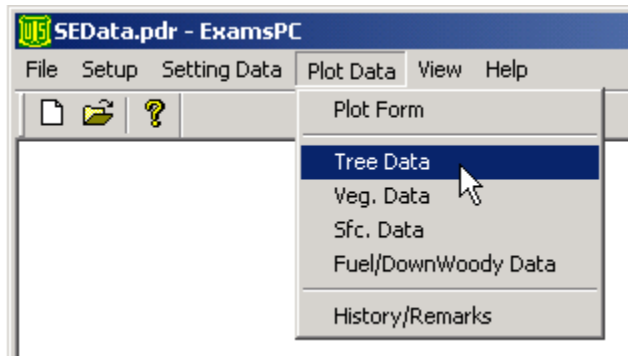 SEData.pdr - ExamsPC
File Setup Setting Data Plot Data View Help
Plot Form
Tree Data
Veg. Data
Sfc. Data
Fuel/DownWoody Data
History/Remarks